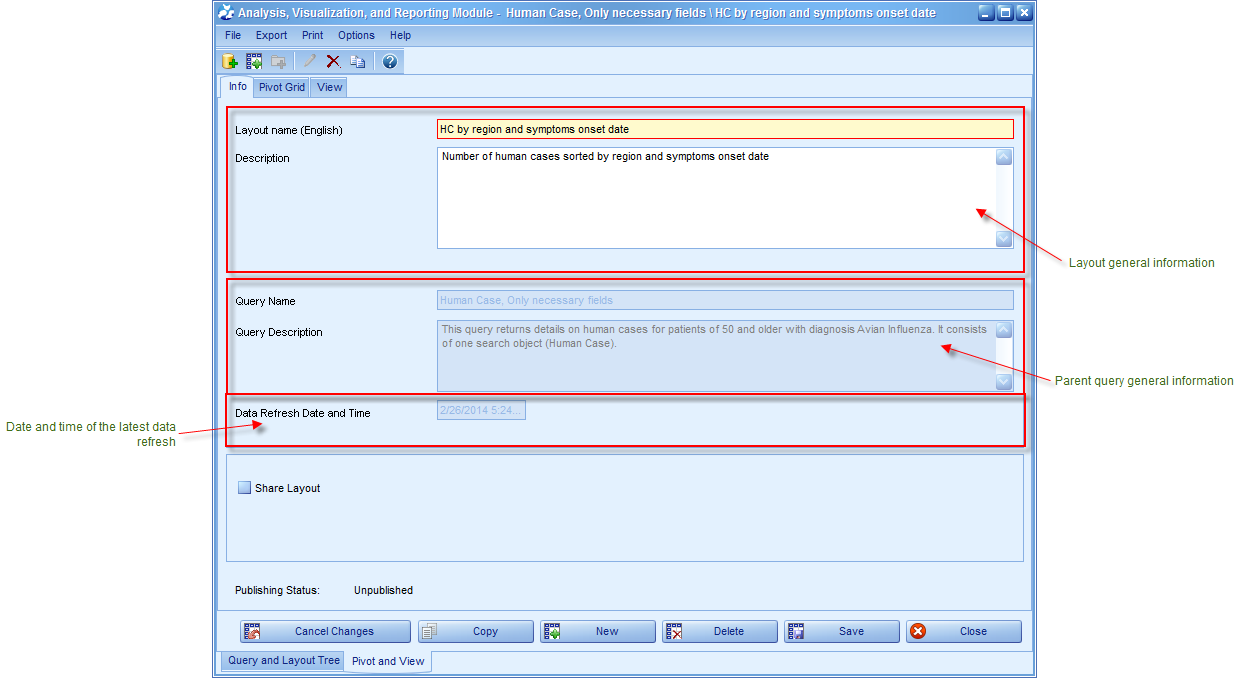 Analysis, Visualization, and Reporting Module - Human Case, Only necessary fields \ HC by region and symptoms onset date
File Export Print Options Help
Info Pivot Grid View
Layout name (English) HC by region and symptoms onset date
Description Number of human cases sorted by region and symptoms onset date
Layout general information
Query Name Human Case, Only necessary fields
Query Description This query returns details on human cases for patients of 50 and older with diagnosis Avian Influenza. It consists
of one search object (Human Case).
Parent query general information
Data Refresh Date and Time 2/26/2014 5:24...
Date and time of the latest data
refresh
Share Layout
Publishing Status: Unpublished
Cancel Changes Copy New Delete Save Close
Query and Layout Tree Pivot and View